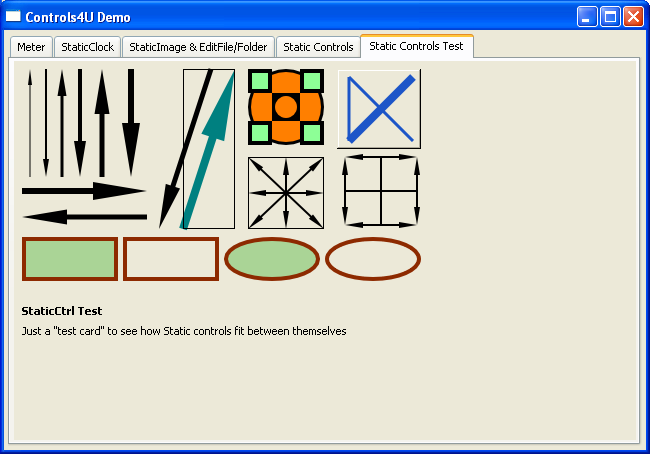 Controls4U Demo
Meter StaticClock StaticImage & EditFile/Folder Static Controls Static Controls Test
StaticCtrl Test
Just a "test card" to see how Static controls fit between themselves